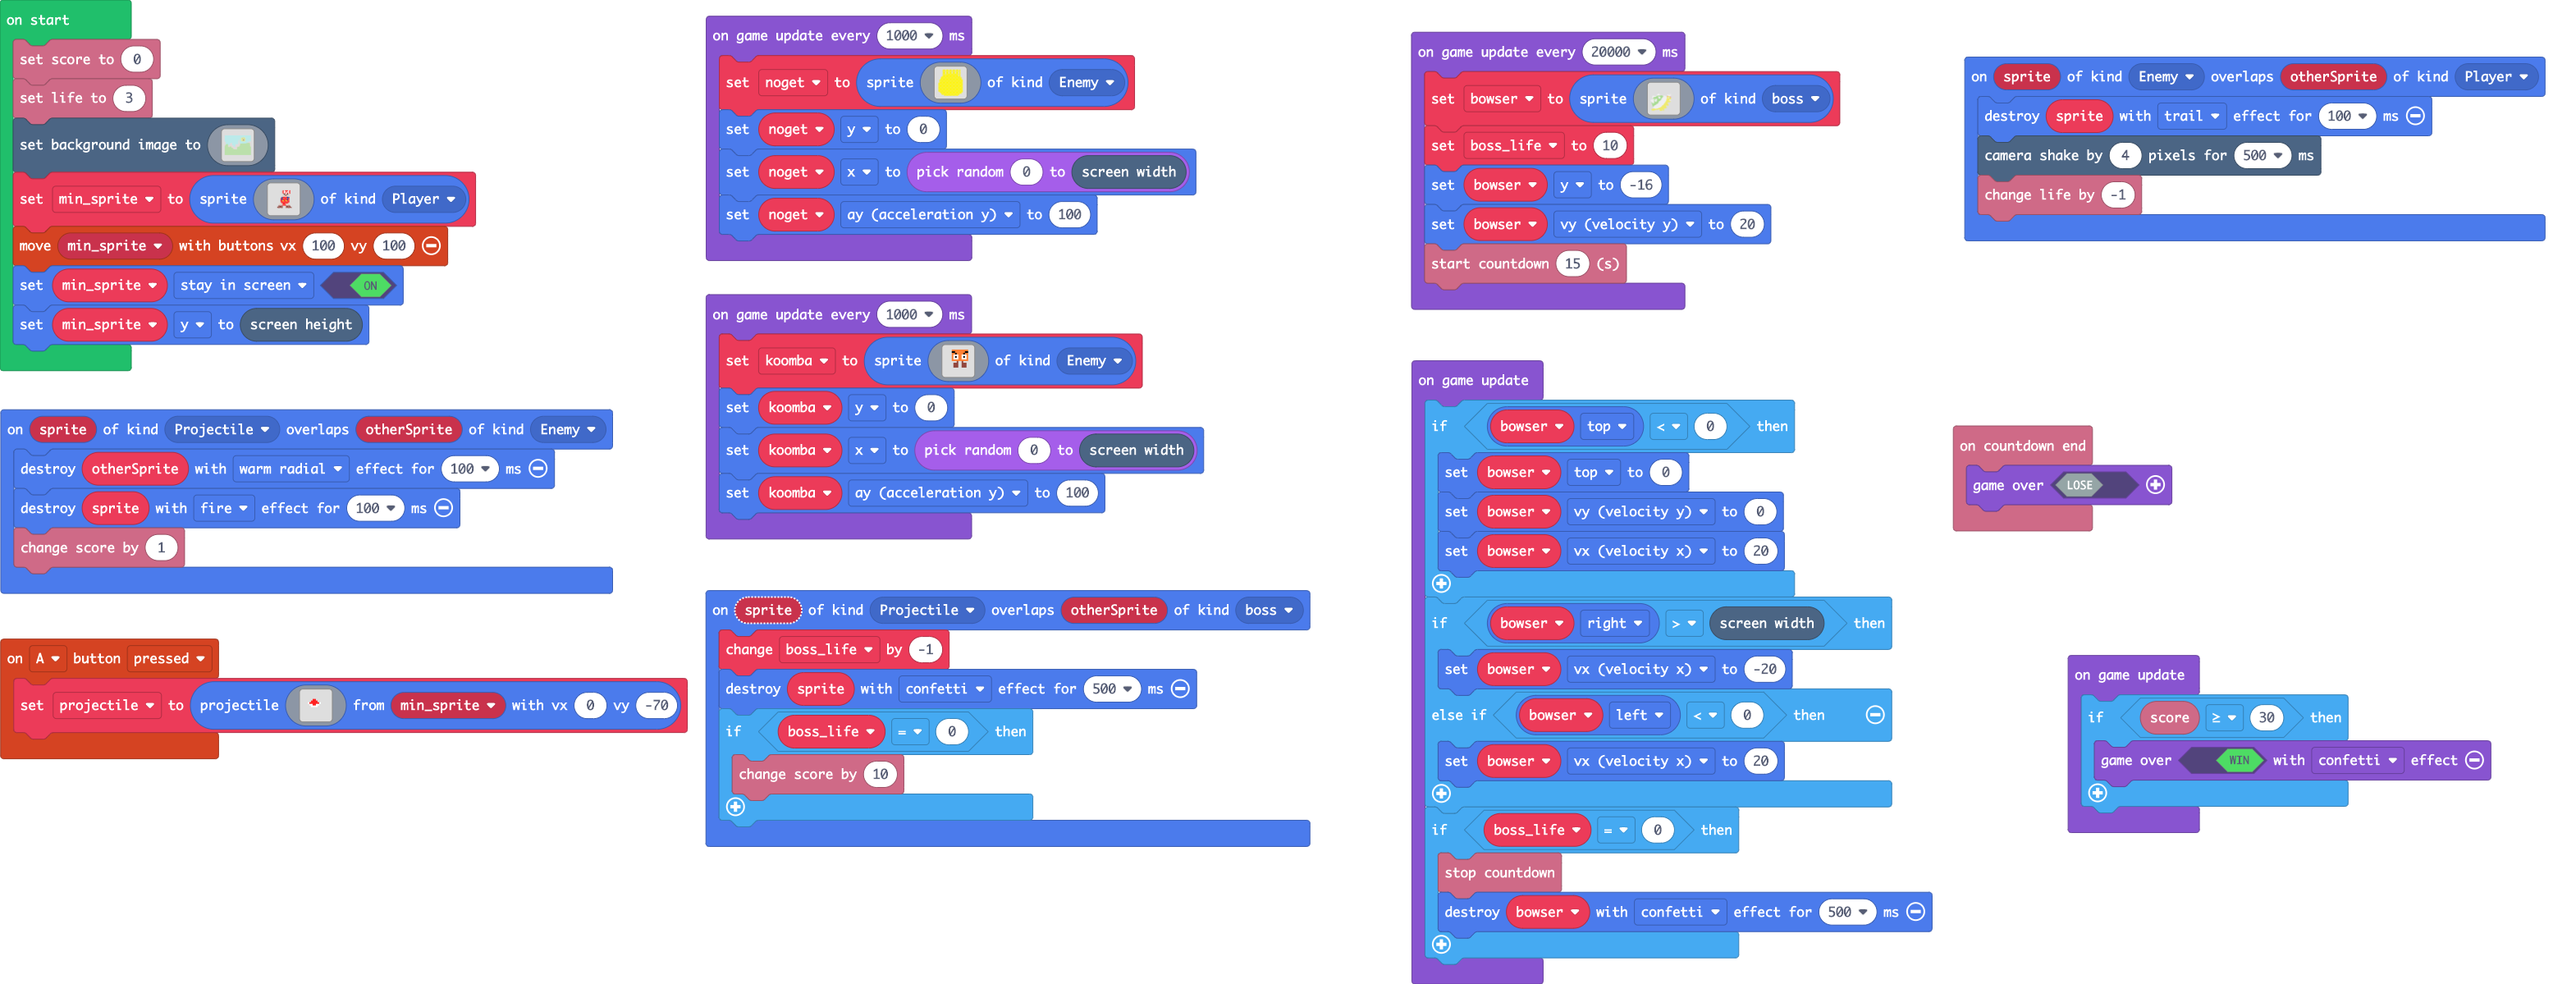 on start
set score to 0
set life to 3
set background image to
set min_sprite to sprite of kind Player
move min_sprite with buttons vx 100 vy 100
set min_sprite stay in screen ON
set min_sprite y to screen height
on sprite of kind Projectile overlaps otherSprite of kind Enemy
destroy otherSprite with warm radial effect for 100 ms
destroy sprite with fire effect for 100 ms
change score by 1
on A button pressed
set projectile to projectile from min_sprite with vx 0 vy -70
on game update every 1000 ms
set noget to sprite of kind Enemy
set noget y to 0
set noget x to pick random 0 to screen width
set noget ay (acceleration y) to 100
on game update every 1000 ms
set koomba to sprite of kind Enemy
set koomba y to 0
set koomba x to pick random 0 to screen width
set koomba ay (acceleration y) to 100
on sprite of kind Projectile overlaps otherSprite of kind boss
change boss_life by -1
destroy sprite with confetti effect for 500 ms
if boss_life = 0 then
change score by 10
on game update every 20000 ms
set bowser to sprite of kind boss
set boss_life to 10
set bowser y to -16
set bowser vy (velocity y) to 20
start countdown 15 (s)
on game update
if bowser top < 0 then
set bowser top to 0
set bowser vy (velocity y) to 0
set bowser vx (velocity x) to 20
if bowser right > screen width then
set bowser vx (velocity x) to -20
else if bowser left < 0 then
set bowser vx (velocity x) to 20
if boss_life = 0 then
stop countdown
destroy bowser with confetti effect for 500 ms
on sprite of kind Enemy overlaps otherSprite of kind Player
destroy sprite with trail effect for 100 ms
camera shake by 4 pixels for 500 ms
change life by -1
on countdown end
game over LOSE
on game update
if score ≥ 30 then
game over WIN with confetti effect